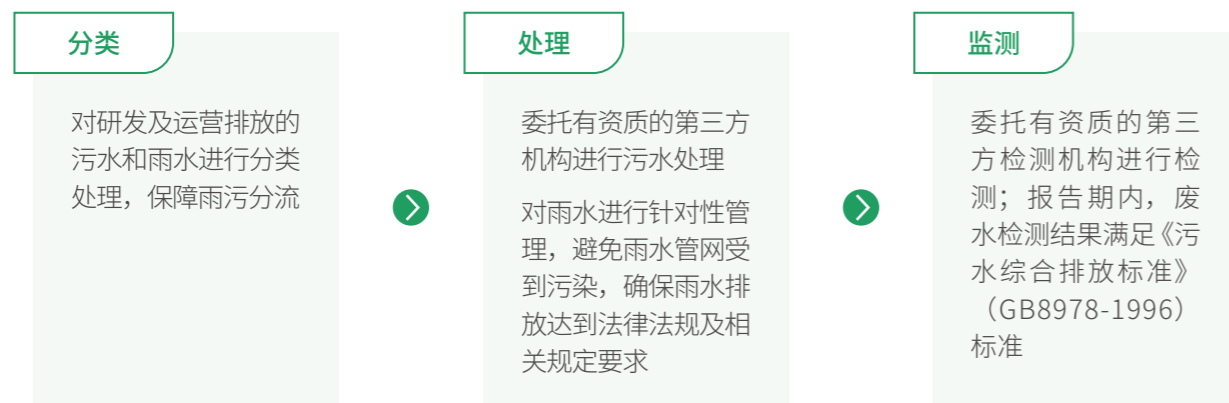 分类
对研发及运营排放的
污水和雨水进行分类
处理，保障雨污分流
处理
委托有资质的第三方
机构进行污水处理
对雨水进行针对性管
理，避免雨水管网受
到污染，确保雨水排
放达到法律法规及相
关规定要求
监测
委托有资质的第三
方检测机构进行检
测；报告期内，废
水检测结果满足《污
水综合排放标准》
（GB8978-1996）
标准